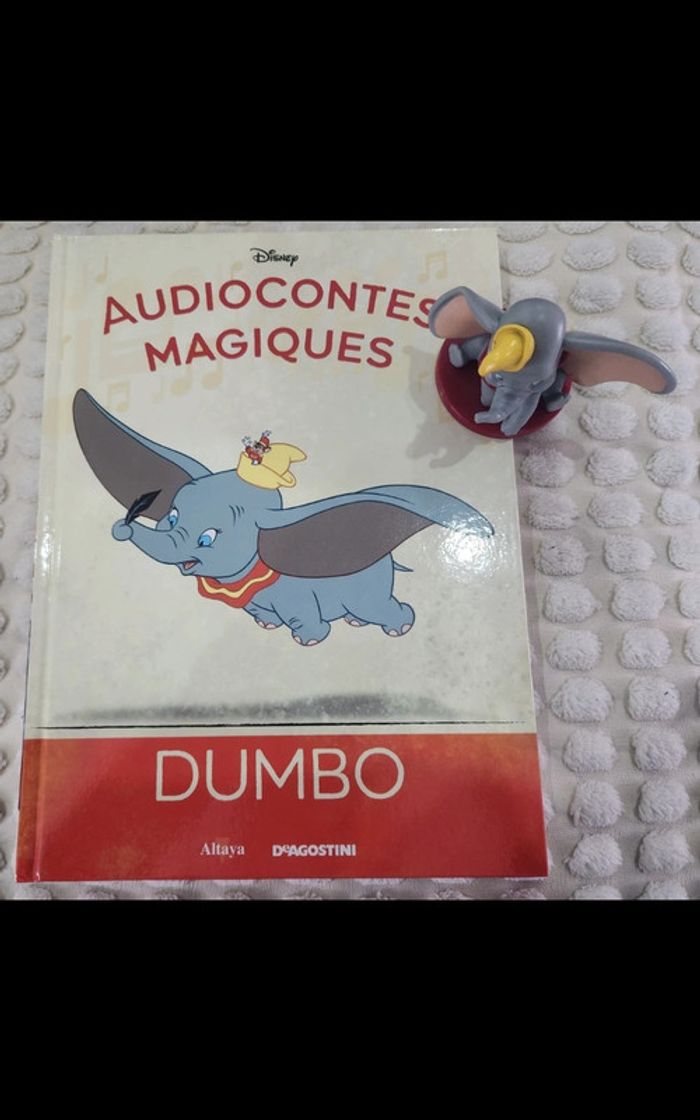 Disney
AUDIOCONTES
MAGIQUES
DUMBO
Altaya DEAGOSTINI